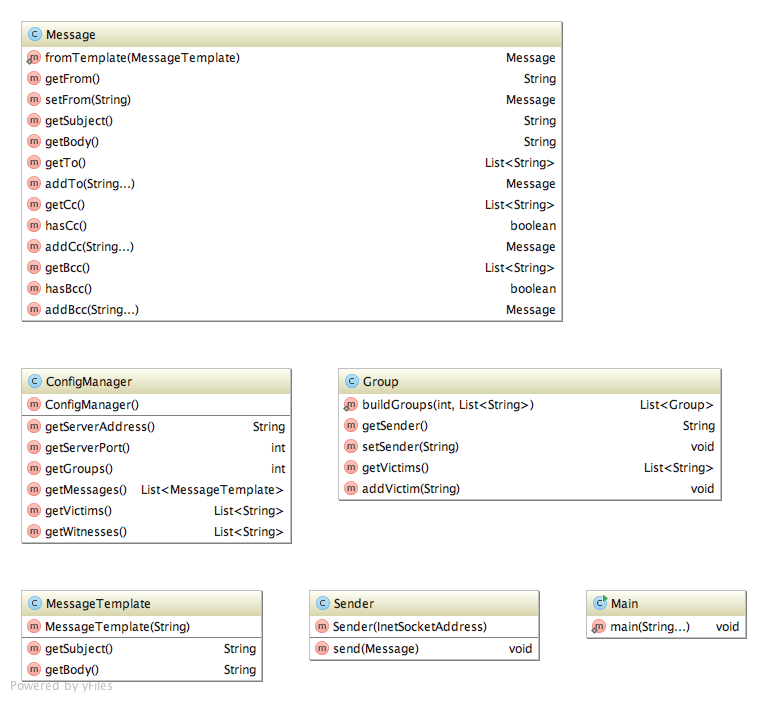 Message
fromTemplate(MessageTemplate) Message
getFrom() String
setFrom(String) Message
getSubject() String
getBody() String
getTo() List<String>
addTo(String...) Message
getCc() List<String>
hasCc() boolean
addCc(String...) Message
getBcc() List<String>
hasBcc() boolean
addBcc(String...) Message
ConfigManager
ConfigManager()
getServerAddress() String
getServerPort() int
getGroups() int
getMessages() List<MessageTemplate>
getVictims() List<String>
getWitnesses() List<String>
Group
buildGroups(int, List<String>) List<Group>
getSender() String
setSender(String) void
getVictims() List<String>
addVictim(String) void
MessageTemplate
MessageTemplate(String)
getSubject() String
getBody() String
Sender
Sender(InetSocketAddress)
send(Message) void
Main
main(String...) void
Powered by yFiles